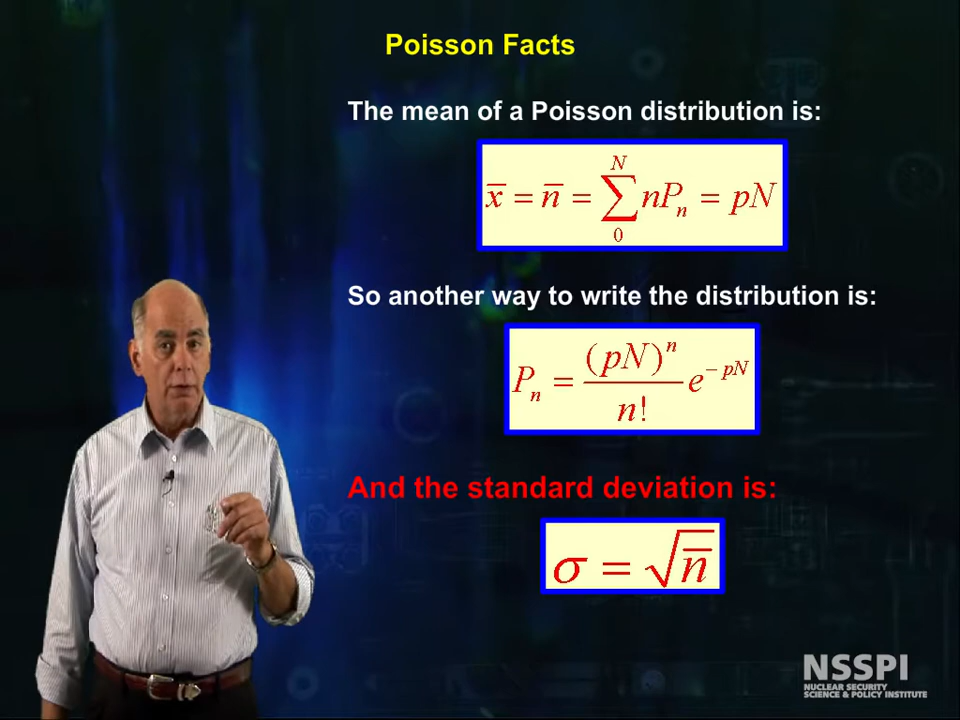 Poisson Facts
The mean of a Poisson distribution is:
x̅ = n̅ = ∑₀ᴺ nPₙ = pN
So another way to write the distribution is:
Pₙ = (pN)ⁿ / n! e⁻ᵖᴺ
And the standard deviation is:
σ = √n̅
NSSPI
NUCLEAR SECURITY
SCIENCE & POLICY INSTITUTE